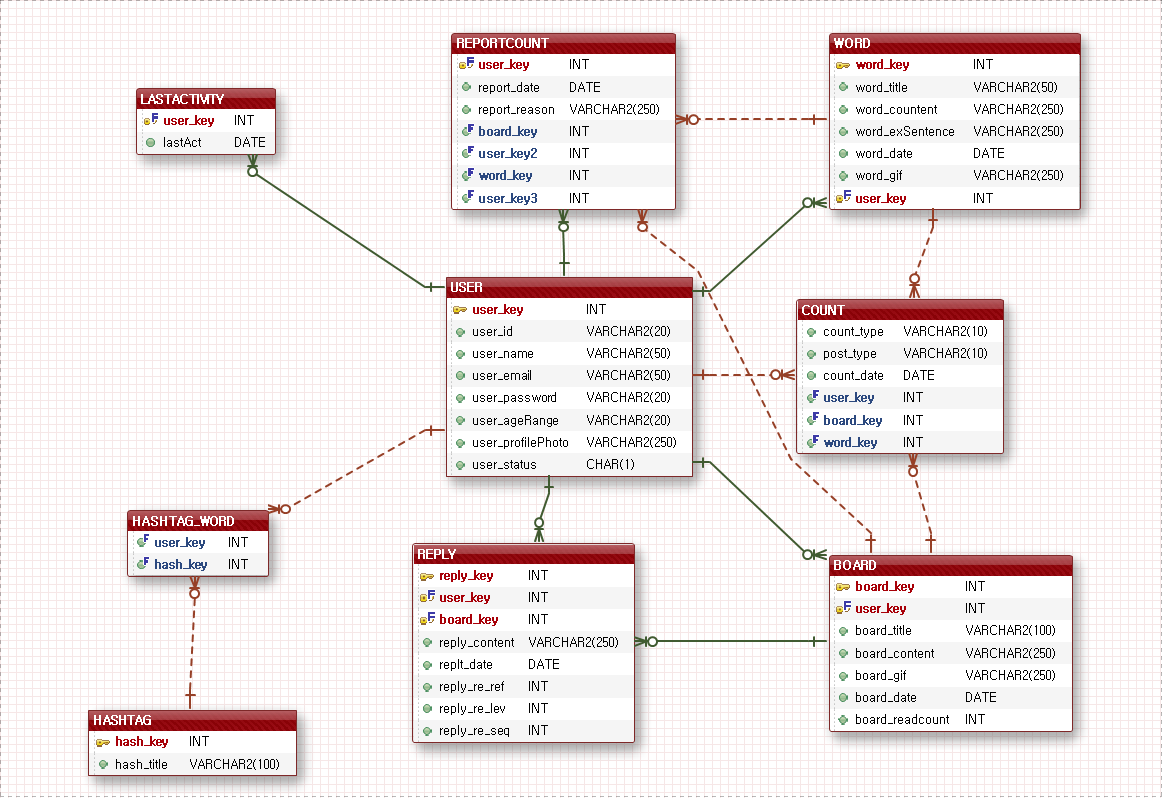 REPORTCOUNT
user_key INT
report_date DATE
report_reason VARCHAR2(250)
board_key INT
user_key2 INT
word_key INT
user_key3 INT
WORD
word_key INT
word_title VARCHAR2(50)
word_countent VARCHAR2(250)
word_exSentence VARCHAR2(250)
word_date DATE
word_gif VARCHAR2(250)
user_key INT
LASTACTIVITY
user_key INT
lastAct DATE
USER
user_key INT
user_id VARCHAR2(20)
user_name VARCHAR2(50)
user_email VARCHAR2(50)
user_password VARCHAR2(20)
user_ageRange VARCHAR2(20)
user_profilePhoto VARCHAR2(250)
user_status CHAR(1)
COUNT
count_type VARCHAR2(10)
post_type VARCHAR2(10)
count_date DATE
user_key INT
board_key INT
word_key INT
HASHTAG_WORD
user_key INT
hash_key INT
REPLY
reply_key INT
user_key INT
board_key INT
reply_content VARCHAR2(250)
replt_date DATE
reply_re_ref INT
reply_re_lev INT
reply_re_seq INT
BOARD
board_key INT
user_key INT
board_title VARCHAR2(100)
board_content VARCHAR2(250)
board_gif VARCHAR2(250)
board_date DATE
board_readcount INT
HASHTAG
hash_key INT
hash_title VARCHAR2(100)